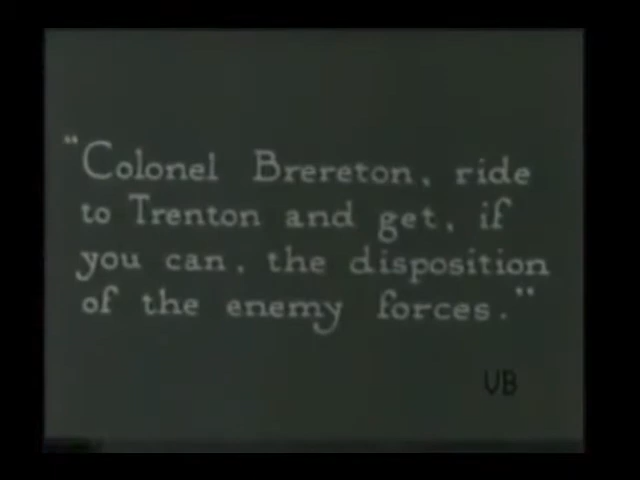 “Colonel Brereton, ride
to Trenton and get, if
you can, the disposition
of the enemy forces.”
VB